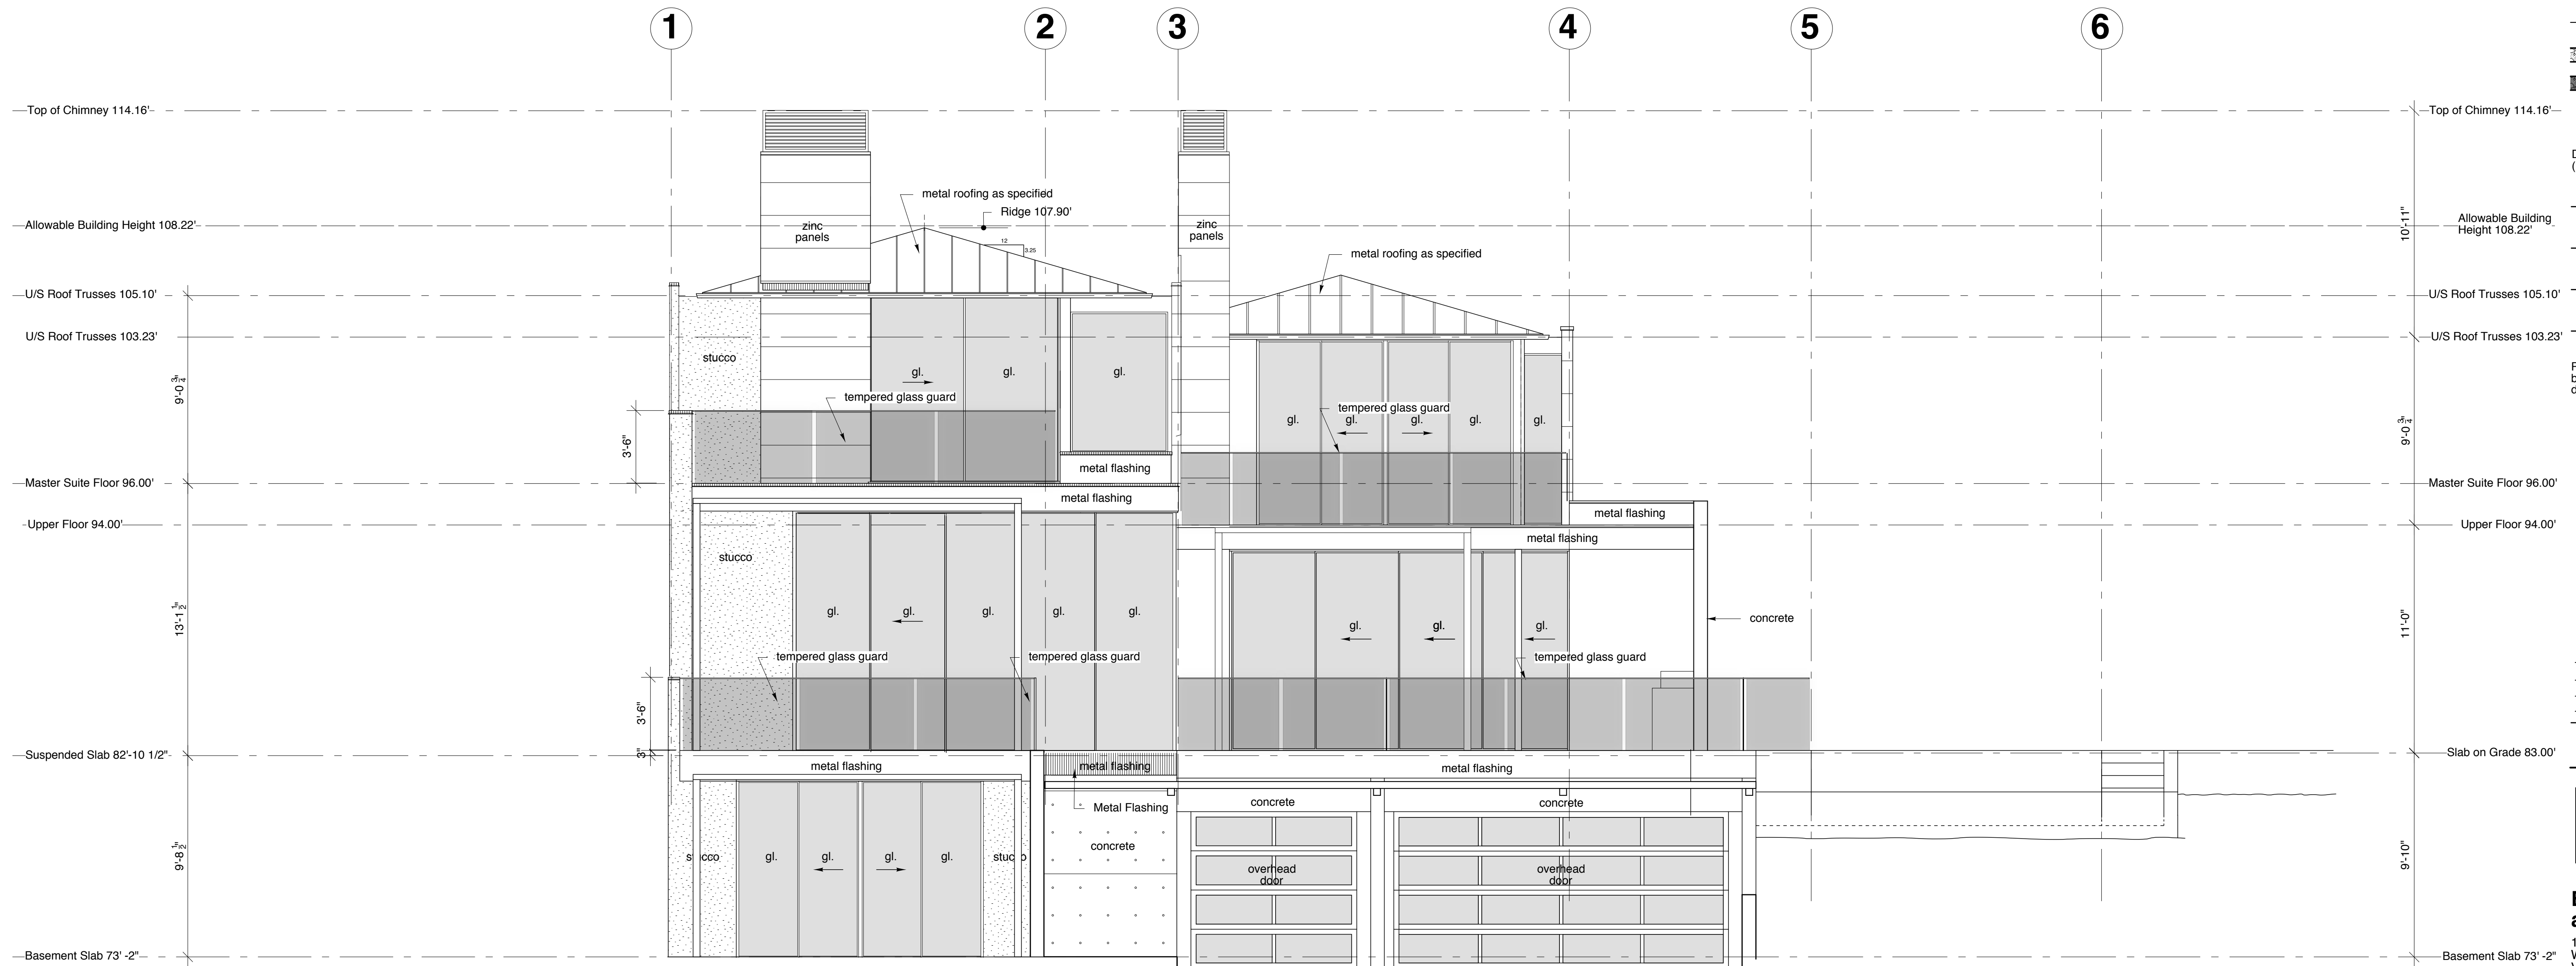 1
2
3
4
5
6
Top of Chimney 114.16'
Top of Chimney 114.16'
metal roofing as specified
Ridge 107.90'
zinc
panels
12
3.25
zinc
panels
metal roofing as specified
Allowable Building Height 108.22'
10'-11"
Allowable Building
Height 108.22'
U/S Roof Trusses 105.10'
U/S Roof Trusses 105.10'
U/S Roof Trusses 103.23'
U/S Roof Trusses 103.23'
stucco
gl.
gl.
gl.
9'-0 3/4"
tempered glass guard
tempered glass guard
gl.
gl.
gl.
gl.
gl.
9'-0 3/4"
3'-6"
metal flashing
Master Suite Floor 96.00'
Master Suite Floor 96.00'
metal flashing
metal flashing
Upper Floor 94.00'
Upper Floor 94.00'
metal flashing
stucco
13'-1 1/2"
gl.
gl.
gl.
gl.
gl.
gl.
gl.
gl.
concrete
11'-0"
tempered glass guard
tempered glass guard
tempered glass guard
3'-6"
3"
Suspended Slab 82'-10 1/2"
Slab on Grade 83.00'
metal flashing
metal flashing
metal flashing
Metal Flashing
concrete
concrete
concrete
9'-8 1/2"
stucco
gl.
gl.
gl.
gl.
overhead
door
overhead
door
9'-10"
Basement Slab 73' -2"
Basement Slab 73' -2"